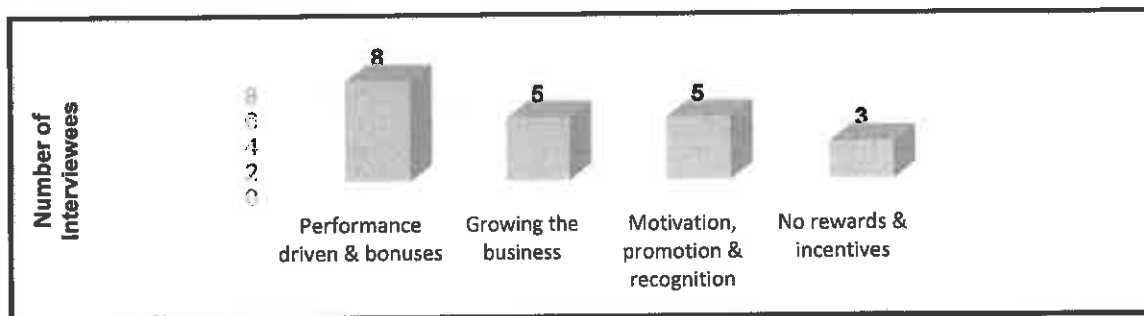 Number of
Interviewees
8
6
4
2
0
8
5
5
3
Performance
driven & bonuses
Growing the
business
Motivation,
promotion &
recognition
No rewards &
incentives